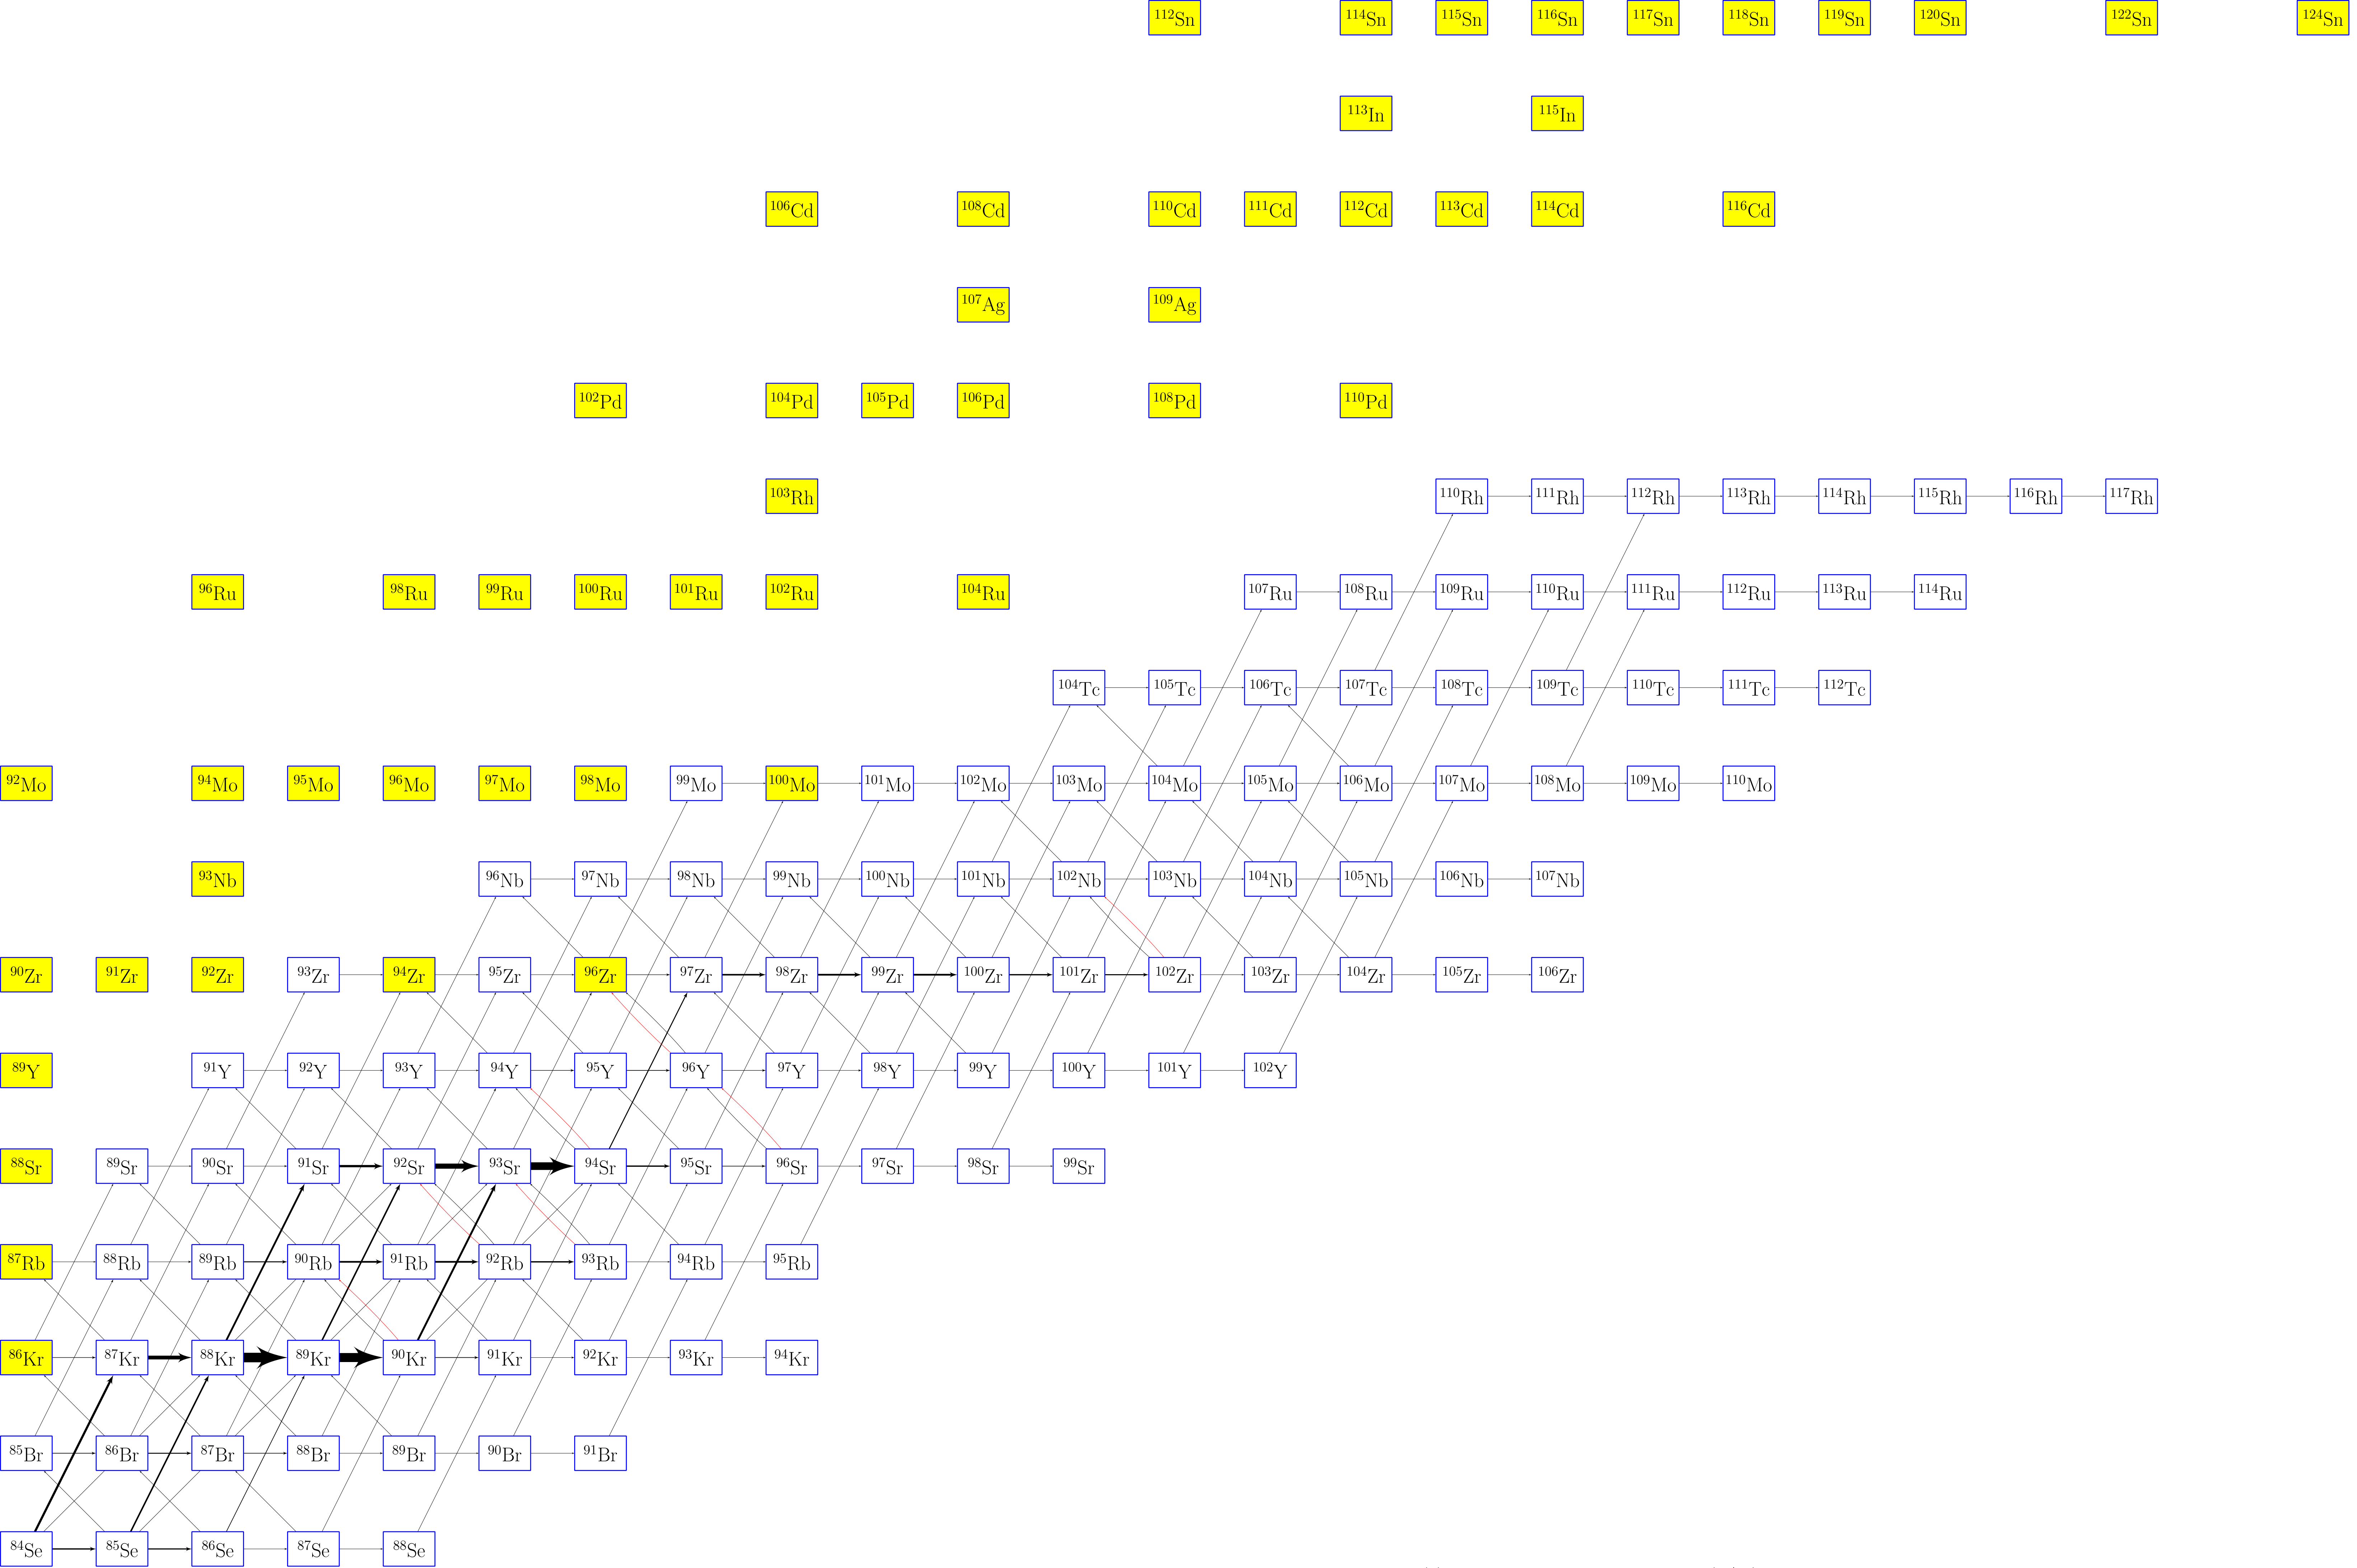 ¹¹²Sn ¹¹⁴Sn ¹¹⁵Sn ¹¹⁶Sn ¹¹⁷Sn ¹¹⁸Sn ¹¹⁹Sn ¹²⁰Sn ¹²²Sn ¹²⁴Sn
¹¹³In ¹¹⁵In
¹⁰⁶Cd ¹⁰⁸Cd ¹¹⁰Cd ¹¹¹Cd ¹¹²Cd ¹¹³Cd ¹¹⁴Cd ¹¹⁶Cd
¹⁰⁷Ag ¹⁰⁹Ag
¹⁰²Pd ¹⁰⁴Pd ¹⁰⁵Pd ¹⁰⁶Pd ¹⁰⁸Pd ¹¹⁰Pd
¹⁰³Rh ¹¹⁰Rh ¹¹¹Rh ¹¹²Rh ¹¹³Rh ¹¹⁴Rh ¹¹⁵Rh ¹¹⁶Rh ¹¹⁷Rh
⁹⁶Ru ⁹⁸Ru ⁹⁹Ru ¹⁰⁰Ru ¹⁰¹Ru ¹⁰²Ru ¹⁰⁴Ru ¹⁰⁷Ru ¹⁰⁸Ru ¹⁰⁹Ru ¹¹⁰Ru ¹¹¹Ru ¹¹²Ru ¹¹³Ru ¹¹⁴Ru
¹⁰⁴Tc ¹⁰⁵Tc ¹⁰⁶Tc ¹⁰⁷Tc ¹⁰⁸Tc ¹⁰⁹Tc ¹¹⁰Tc ¹¹¹Tc ¹¹²Tc
⁹²Mo ⁹⁴Mo ⁹⁵Mo ⁹⁶Mo ⁹⁷Mo ⁹⁸Mo ⁹⁹Mo ¹⁰⁰Mo ¹⁰¹Mo ¹⁰²Mo ¹⁰³Mo ¹⁰⁴Mo ¹⁰⁵Mo ¹⁰⁶Mo ¹⁰⁷Mo ¹⁰⁸Mo ¹⁰⁹Mo ¹¹⁰Mo
⁹³Nb ⁹⁶Nb ⁹⁷Nb ⁹⁸Nb ⁹⁹Nb ¹⁰⁰Nb ¹⁰¹Nb ¹⁰²Nb ¹⁰³Nb ¹⁰⁴Nb ¹⁰⁵Nb ¹⁰⁶Nb ¹⁰⁷Nb
⁹⁰Zr ⁹¹Zr ⁹²Zr ⁹³Zr ⁹⁴Zr ⁹⁵Zr ⁹⁶Zr ⁹⁷Zr ⁹⁸Zr ⁹⁹Zr ¹⁰⁰Zr ¹⁰¹Zr ¹⁰²Zr ¹⁰³Zr ¹⁰⁴Zr ¹⁰⁵Zr ¹⁰⁶Zr
⁸⁹Y ⁹¹Y ⁹²Y ⁹³Y ⁹⁴Y ⁹⁵Y ⁹⁶Y ⁹⁷Y ⁹⁸Y ⁹⁹Y ¹⁰⁰Y ¹⁰¹Y ¹⁰²Y
⁸⁸Sr ⁸⁹Sr ⁹⁰Sr ⁹¹Sr ⁹²Sr ⁹³Sr ⁹⁴Sr ⁹⁵Sr ⁹⁶Sr ⁹⁷Sr ⁹⁸Sr ⁹⁹Sr
⁸⁷Rb ⁸⁸Rb ⁸⁹Rb ⁹⁰Rb ⁹¹Rb ⁹²Rb ⁹³Rb ⁹⁴Rb ⁹⁵Rb
⁸⁶Kr ⁸⁷Kr ⁸⁸Kr ⁸⁹Kr ⁹⁰Kr ⁹¹Kr ⁹²Kr ⁹³Kr ⁹⁴Kr
⁸⁵Br ⁸⁶Br ⁸⁷Br ⁸⁸Br ⁸⁹Br ⁹⁰Br ⁹¹Br
⁸⁴Se ⁸⁵Se ⁸⁶Se ⁸⁷Se ⁸⁸Se